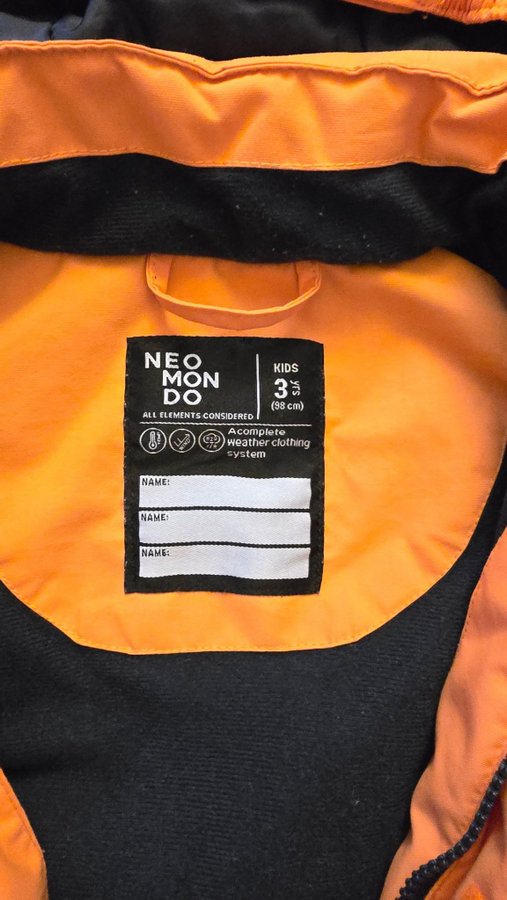 NEO
MON
DO
ALL ELEMENTS CONSIDERED
KIDS
3 YRS
(98 cm)
A complete
weather clothing
system
NAME:
NAME:
NAME: